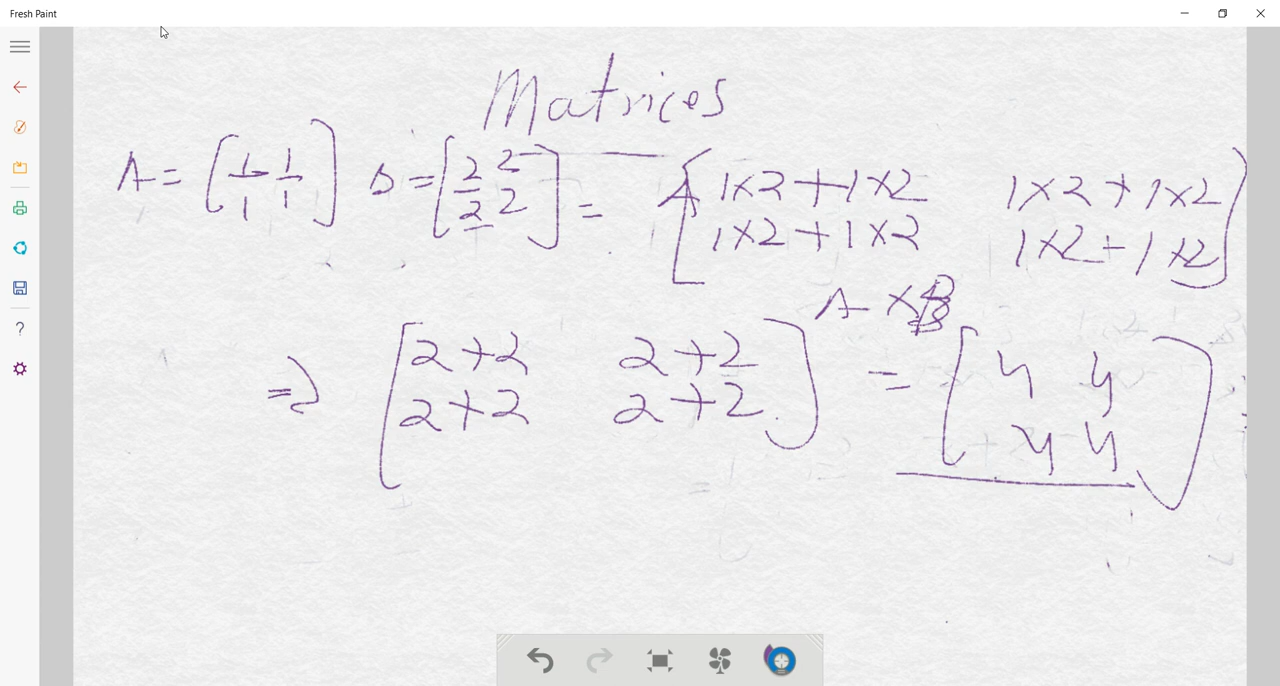 Fresh Paint
Matrices
A = [1 1] B = [2 2] = [1×2+1×2 1×2+1×2]
[1 1] [2 2] [1×2+1×2 1×2+1×2]
A × B
⇒ [2+2 2+2] = [4 4]
[2+2 2+2] [4 4]
?